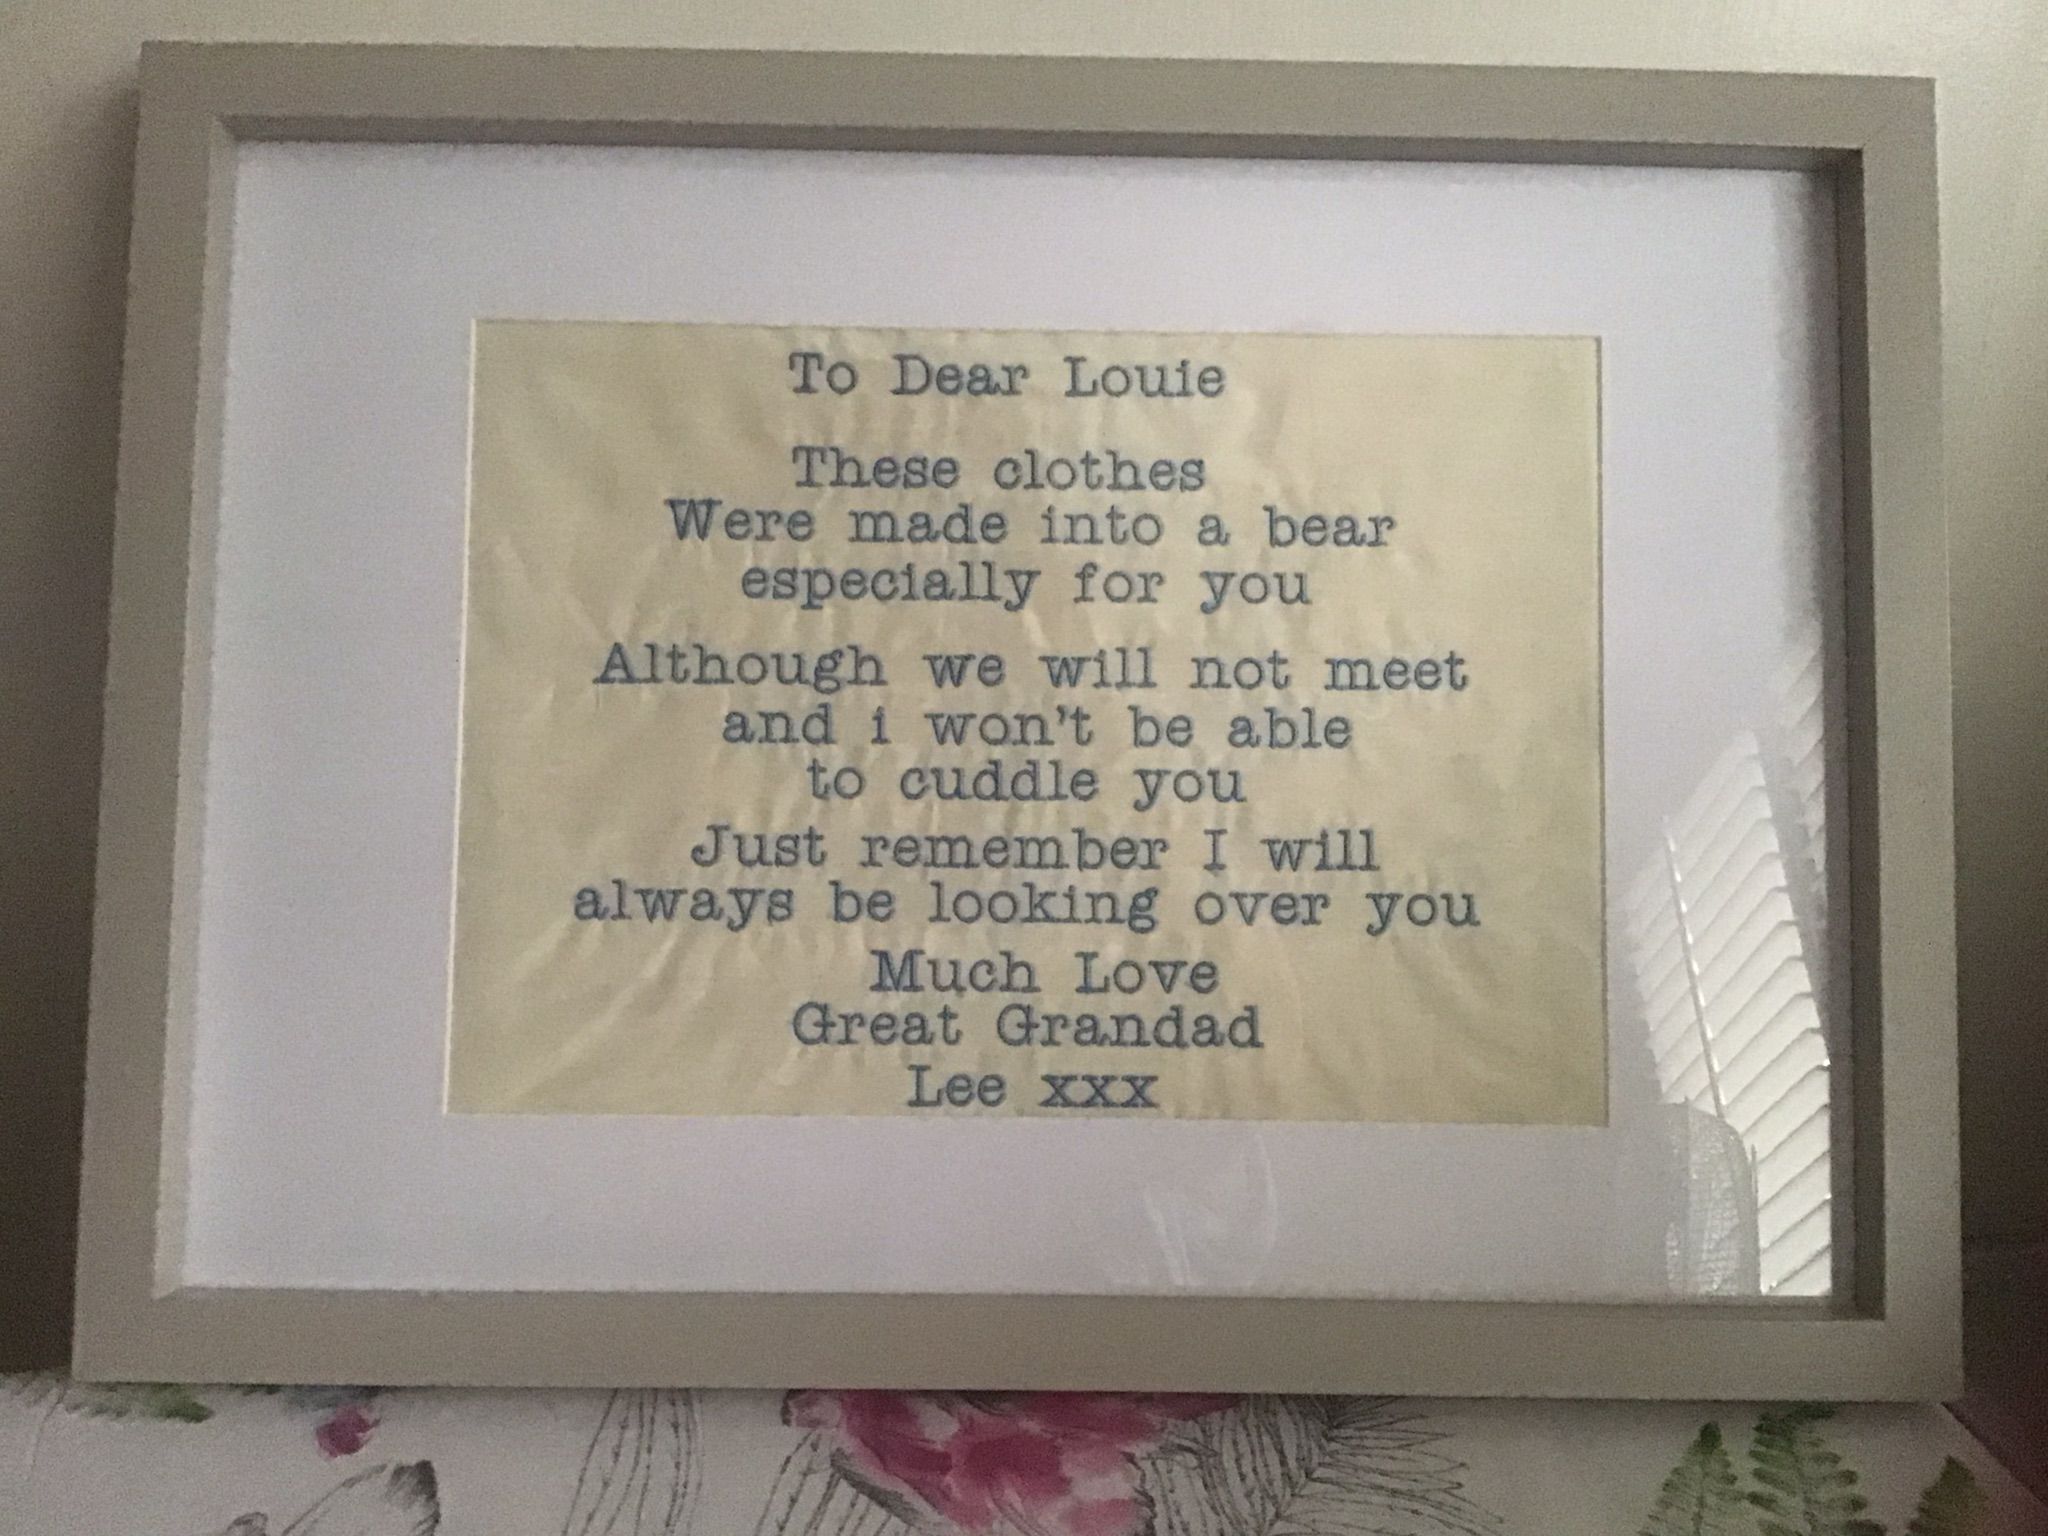 To Dear Louie
These clothes
Were made into a bear
especially for you
Although we will not meet
and i won't be able
to cuddle you
Just remember I will
always be looking over you
Much Love
Great Grandad
Lee xxx